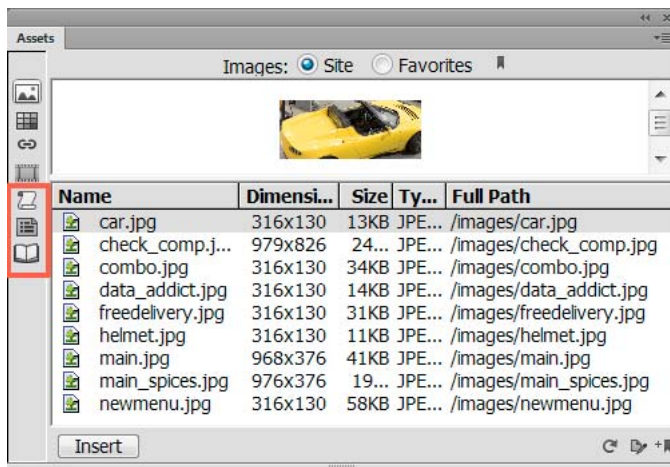 Assets
Images: Site Favorites
Name Dimensi... Size Ty... Full Path
car.jpg 316x130 13KB JPE... /images/car.jpg
check_comp.j... 979x826 24... JPE... /images/check_comp.jpg
combo.jpg 316x130 34KB JPE... /images/combo.jpg
data_addict.jpg 316x130 14KB JPE... /images/data_addict.jpg
freedelivery.jpg 316x130 31KB JPE... /images/freedelivery.jpg
helmet.jpg 316x130 11KB JPE... /images/helmet.jpg
main.jpg 968x376 41KB JPE... /images/main.jpg
main_spices.jpg 976x376 19... JPE... /images/main_spices.jpg
newmenu.jpg 316x130 58KB JPE... /images/newmenu.jpg
Insert